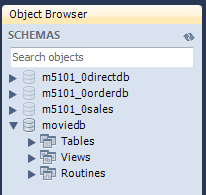 Object Browser
SCHEMAS
Search objects
m5101_0directdb
m5101_0orderdb
m5101_0sales
moviedb
Tables
Views
Routines